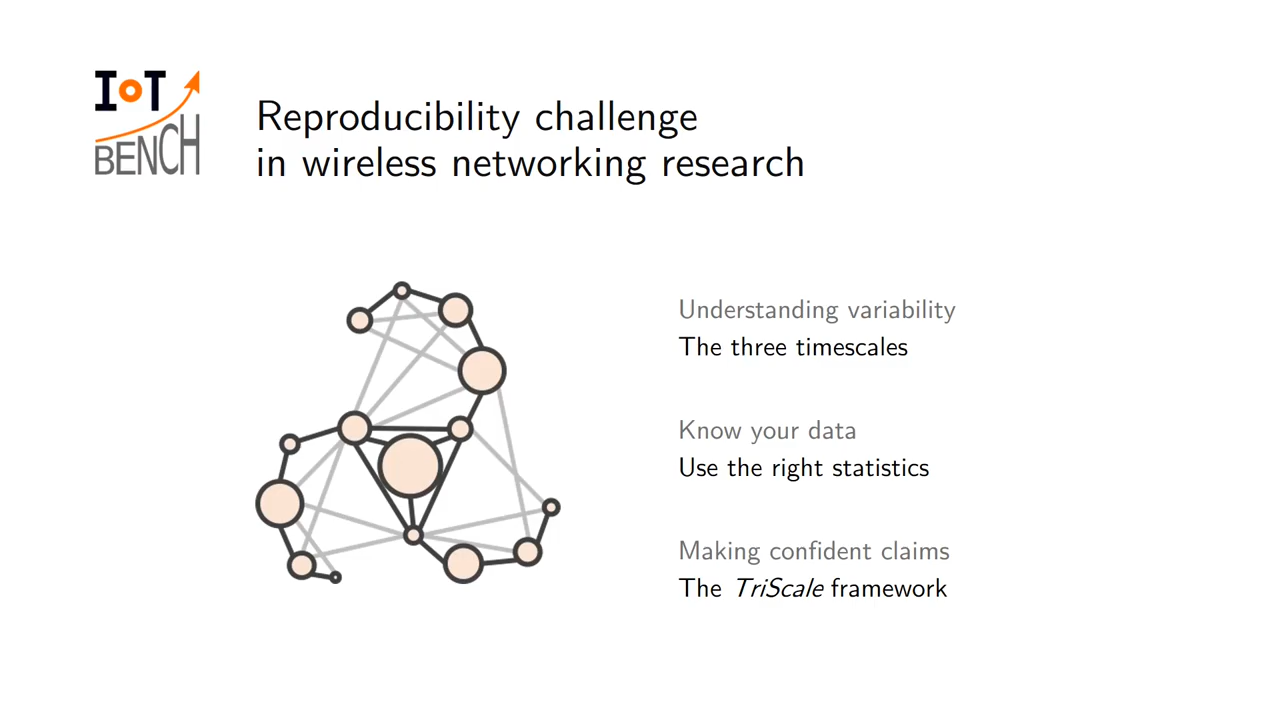 IoT
BENCH
Reproducibility challenge
in wireless networking research
Understanding variability
The three timescales
Know your data
Use the right statistics
Making confident claims
The TriScale framework